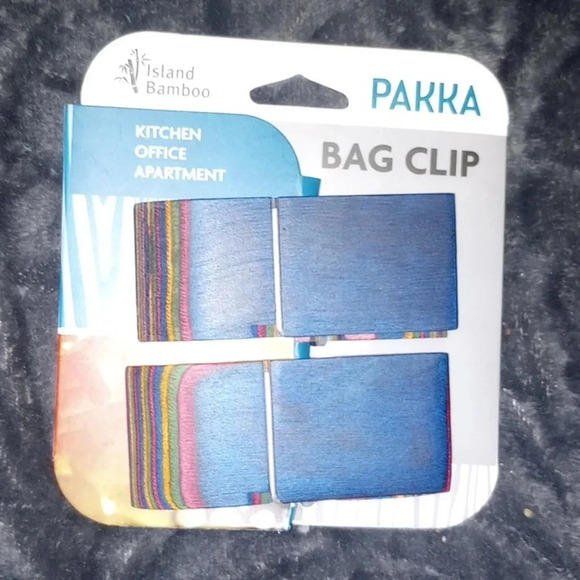 Island
Bamboo
PAKKA
KITCHEN
OFFICE
APARTMENT
BAG CLIP